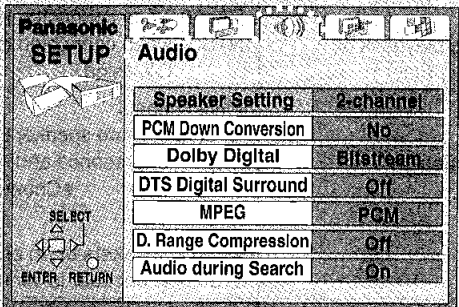 Panasonic
SETUP
Audio
Speaker Setting 2-channel
PCM Down Conversion No
Dolby Digital Bitstream
DTS Digital Surround Off
MPEG PCM
D. Range Compression Off
Audio during Search On
SELECT
ENTER RETURN